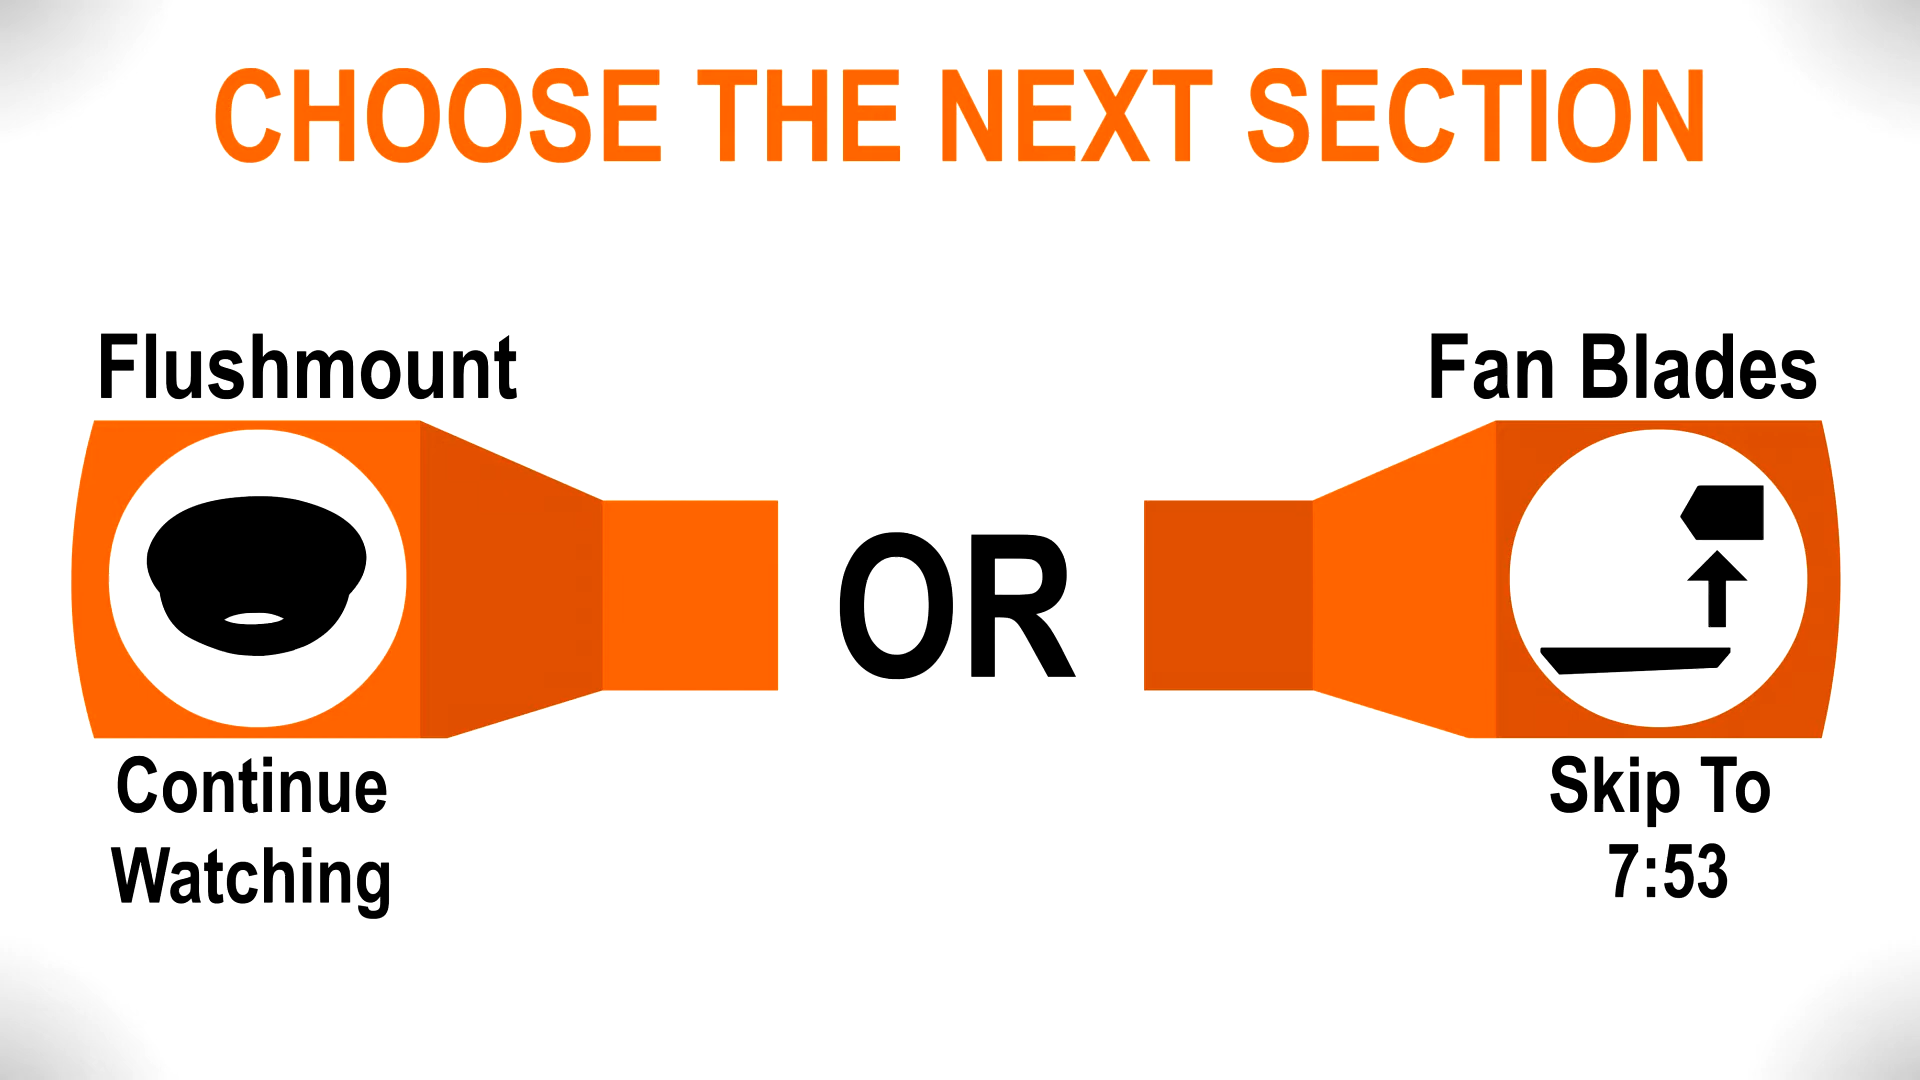 CHOOSE THE NEXT SECTION
Flushmount
Continue
Watching
OR
Fan Blades
Skip To
7:53